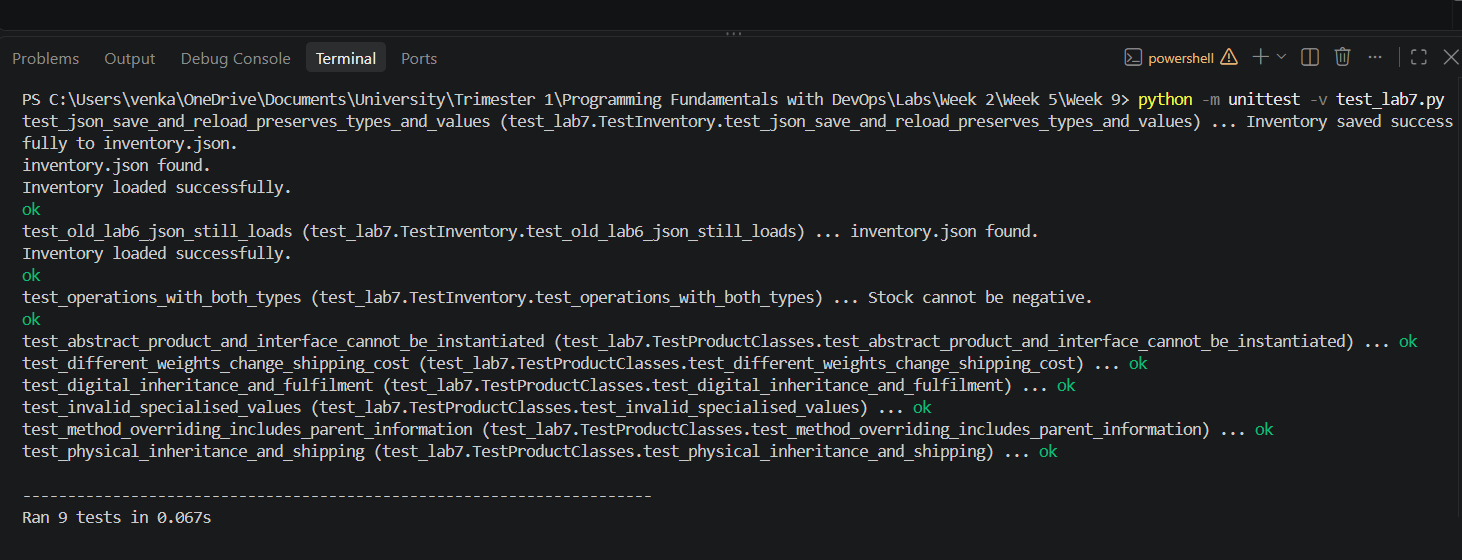 Problems Output Debug Console Terminal Ports powershell
PS C:\Users\venka\OneDrive\Documents\University\Trimester 1\Programming Fundamentals with DevOps\Labs\Week 2\Week 5\Week 9> python -m unittest -v test_lab7.py
test_json_save_and_reload_preserves_types_and_values (test_lab7.TestInventory.test_json_save_and_reload_preserves_types_and_values) ... Inventory saved success
fully to inventory.json.
inventory.json found.
Inventory loaded successfully.
ok
test_old_lab6_json_still_loads (test_lab7.TestInventory.test_old_lab6_json_still_loads) ... inventory.json found.
Inventory loaded successfully.
ok
test_operations_with_both_types (test_lab7.TestInventory.test_operations_with_both_types) ... Stock cannot be negative.
ok
test_abstract_product_and_interface_cannot_be_instantiated (test_lab7.TestProductClasses.test_abstract_product_and_interface_cannot_be_instantiated) ... ok
test_different_weights_change_shipping_cost (test_lab7.TestProductClasses.test_different_weights_change_shipping_cost) ... ok
test_digital_inheritance_and_fulfilment (test_lab7.TestProductClasses.test_digital_inheritance_and_fulfilment) ... ok
test_invalid_specialised_values (test_lab7.TestProductClasses.test_invalid_specialised_values) ... ok
test_method_overriding_includes_parent_information (test_lab7.TestProductClasses.test_method_overriding_includes_parent_information) ... ok
test_physical_inheritance_and_shipping (test_lab7.TestProductClasses.test_physical_inheritance_and_shipping) ... ok
----------------------------------------------------------------------
Ran 9 tests in 0.067s